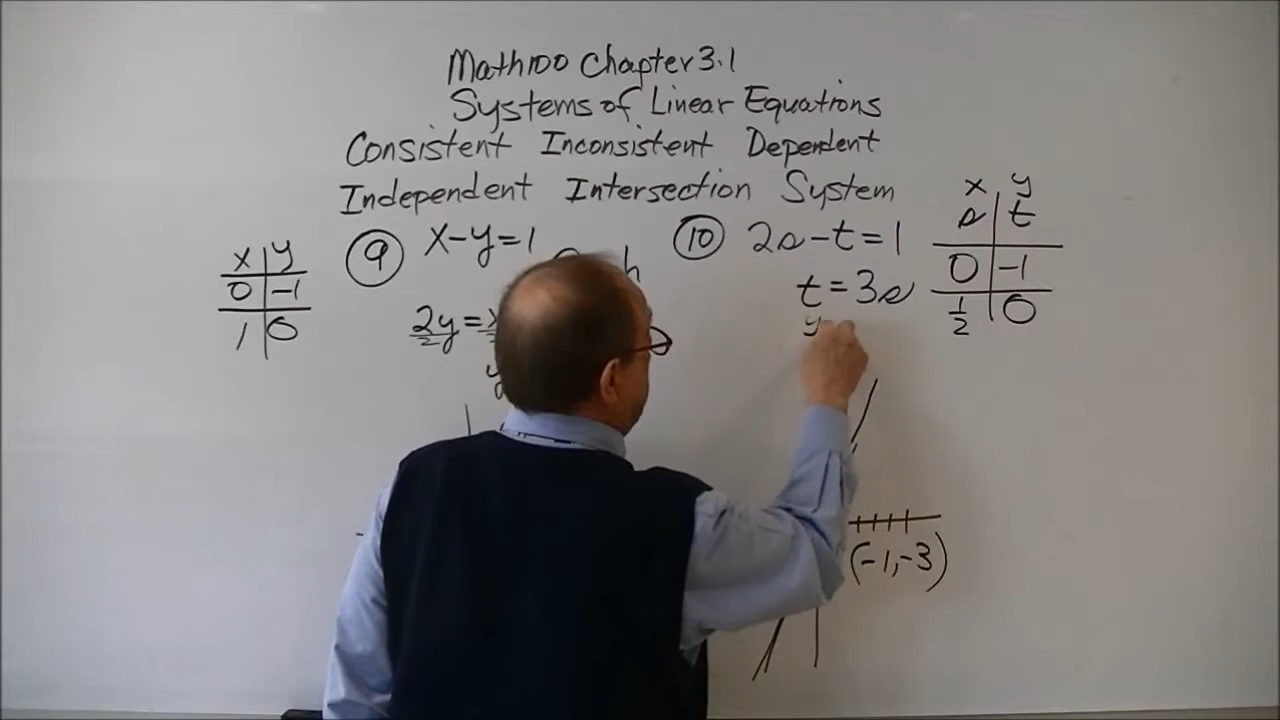 Math100 Chapter 3.1
Systems of Linear Equations
Consistent Inconsistent Dependent
Independent Intersection System
x y
0 -1
1 0
9 x-y=1
2y=x
2
y
10 2s-t=1
t=3s
y
x y
s t
0 -1
1/2 0
(-1,-3)